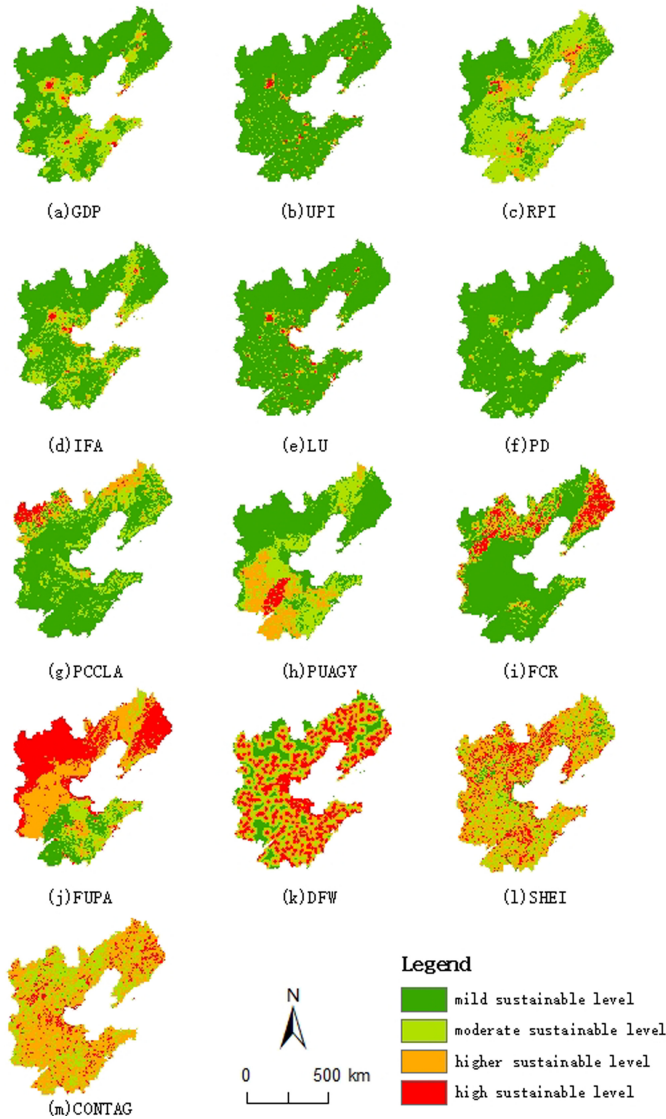 (a)GDP
(b)UPI
(c)RPI
(d)IFA
(e)LU
(f)PD
(g)PCCLA
(h)PUAGY
(i)FCR
(j)FUPA
(k)DFW
(l)SHEI
(m)CONTAG
N
0 500 km
Legend
mild sustainable level
moderate sustainable level
higher sustainable level
high sustainable level